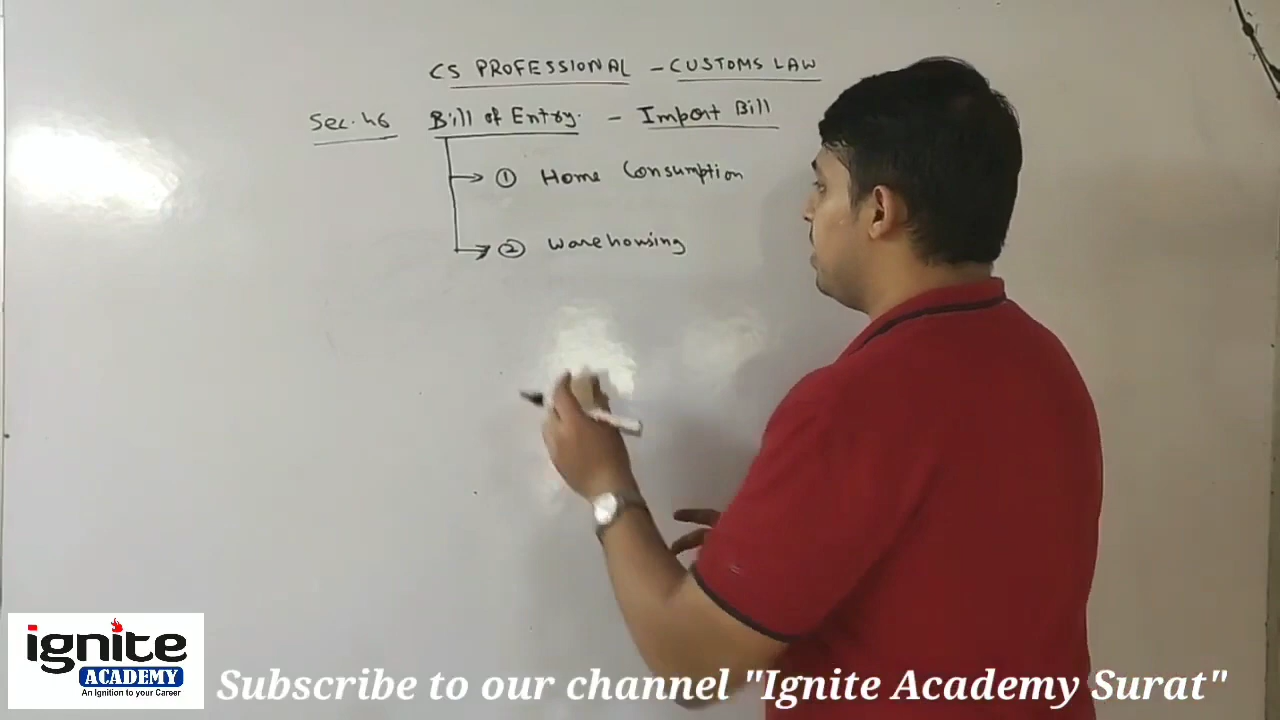 CS PROFESSIONAL - CUSTOMS LAW
Sec. 46 Bill of Entry. - Import Bill
① Home Consumption
② Warehousing
ignite
ACADEMY
An Ignition to your Career
Subscribe to our channel "Ignite Academy Surat"